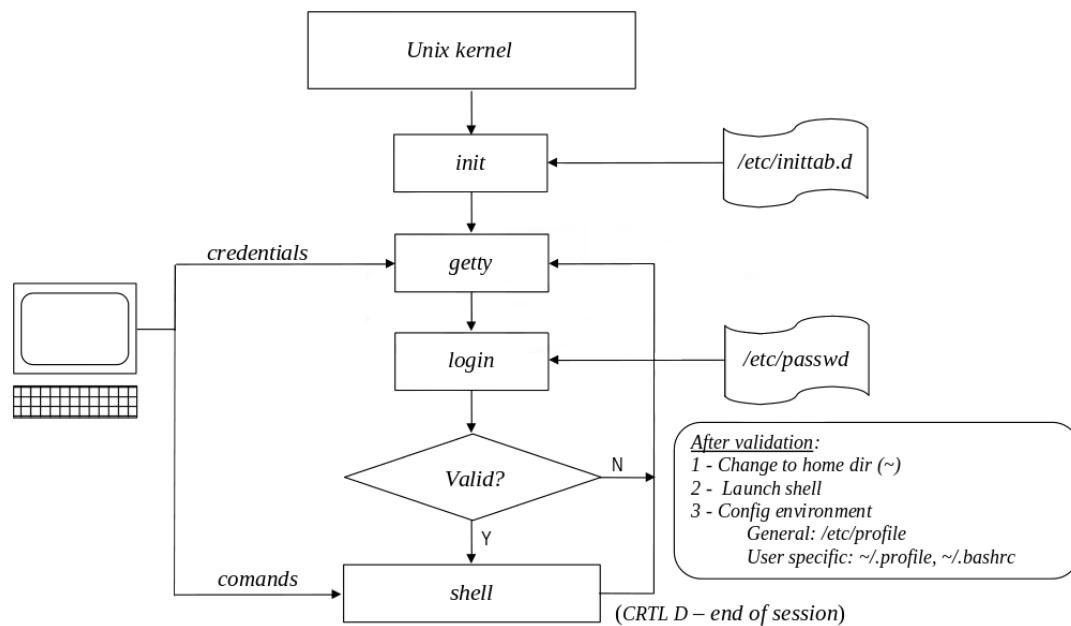 Unix kernel
init
/etc/inittab.d
credentials
getty
login
/etc/passwd
Valid?
N
Y
After validation:
1 - Change to home dir (~)
2 - Launch shell
3 - Config environment
General: /etc/profile
User specific: ~/.profile, ~/.bashrc
comands
shell
(CRTL D – end of session)